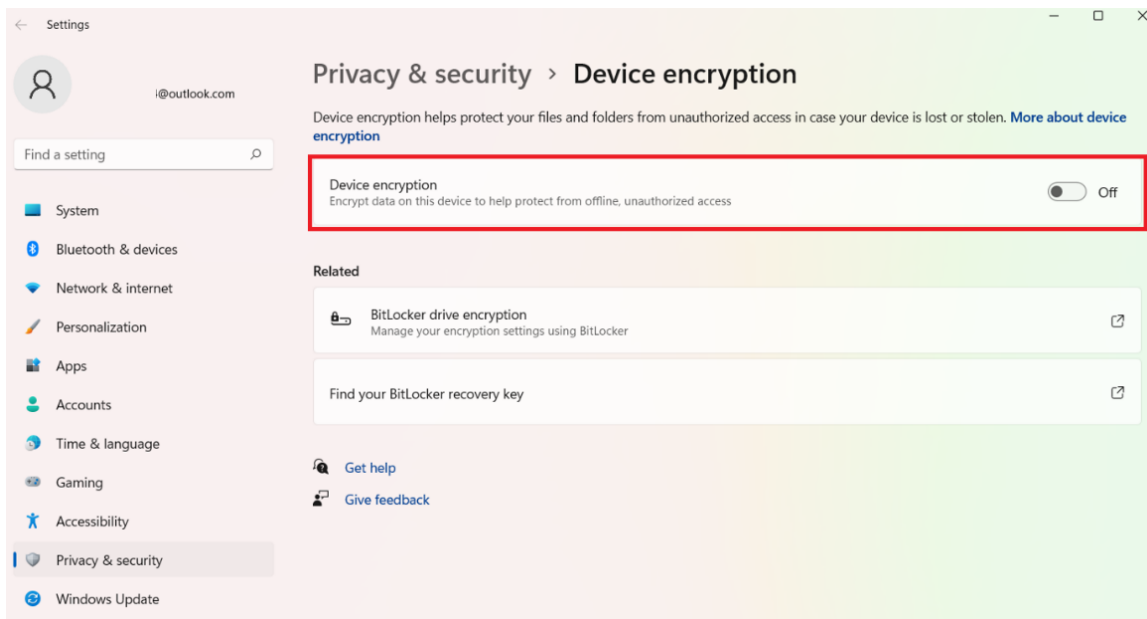 Settings
@outlook.com
Find a setting
System
Bluetooth & devices
Network & internet
Personalization
Apps
Accounts
Time & language
Gaming
Accessibility
Privacy & security
Windows Update
Privacy & security > Device encryption
Device encryption helps protect your files and folders from unauthorized access in case your device is lost or stolen. More about device
encryption
Device encryption
Encrypt data on this device to help protect from offline, unauthorized access
Off
Related
BitLocker drive encryption
Manage your encryption settings using BitLocker
Find your BitLocker recovery key
Get help
Give feedback